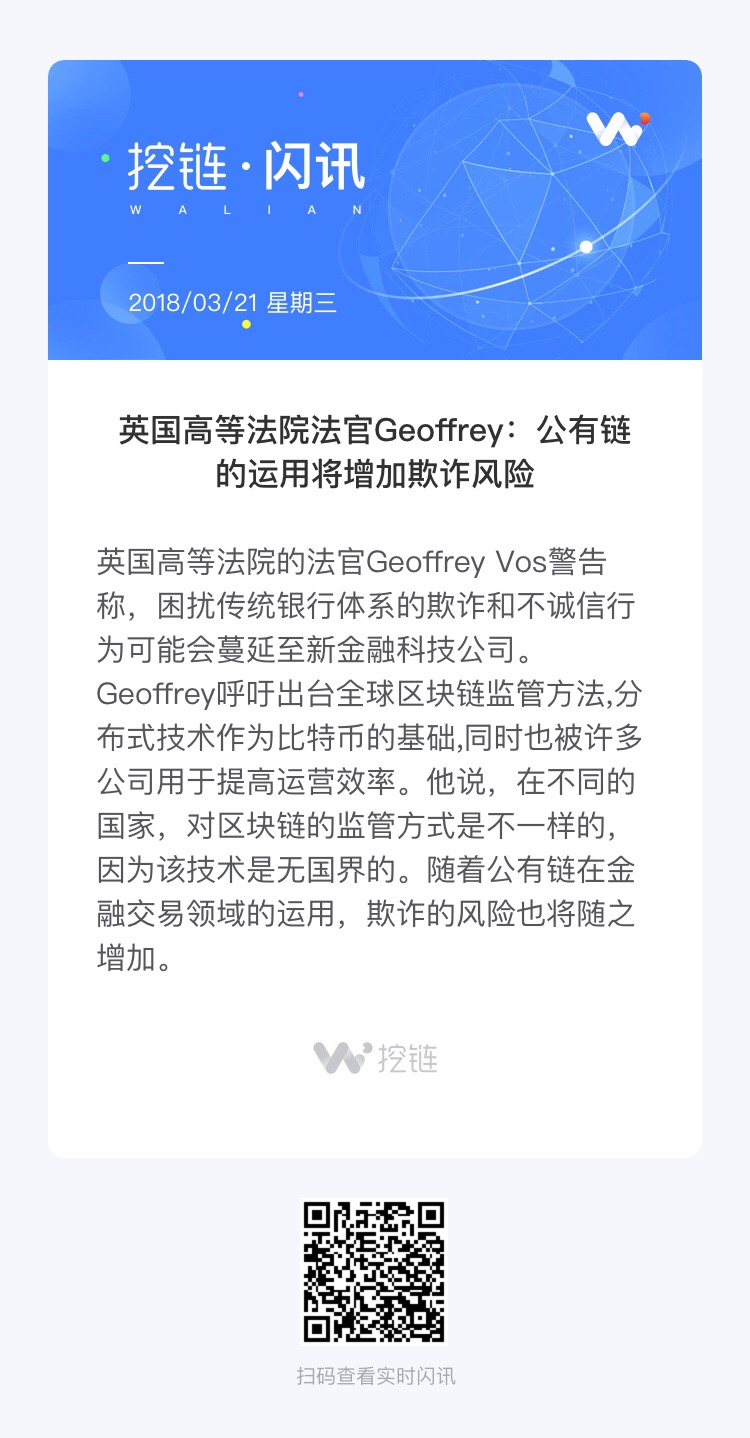 挖链·闪讯
WALIAN
2018/03/21 星期三
英国高等法院法官Geoffrey：公有链
的运用将增加欺诈风险
英国高等法院的法官Geoffrey Vos警告
称，困扰传统银行体系的欺诈和不诚信行
为可能会蔓延至新金融科技公司。
Geoffrey呼吁出台全球区块链监管方法,分
布式技术作为比特币的基础,同时也被许多
公司用于提高运营效率。他说，在不同的
国家，对区块链的监管方式是不一样的，
因为该技术是无国界的。随着公有链在金
融交易领域的运用，欺诈的风险也将随之
增加。
挖链
扫码查看实时闪讯